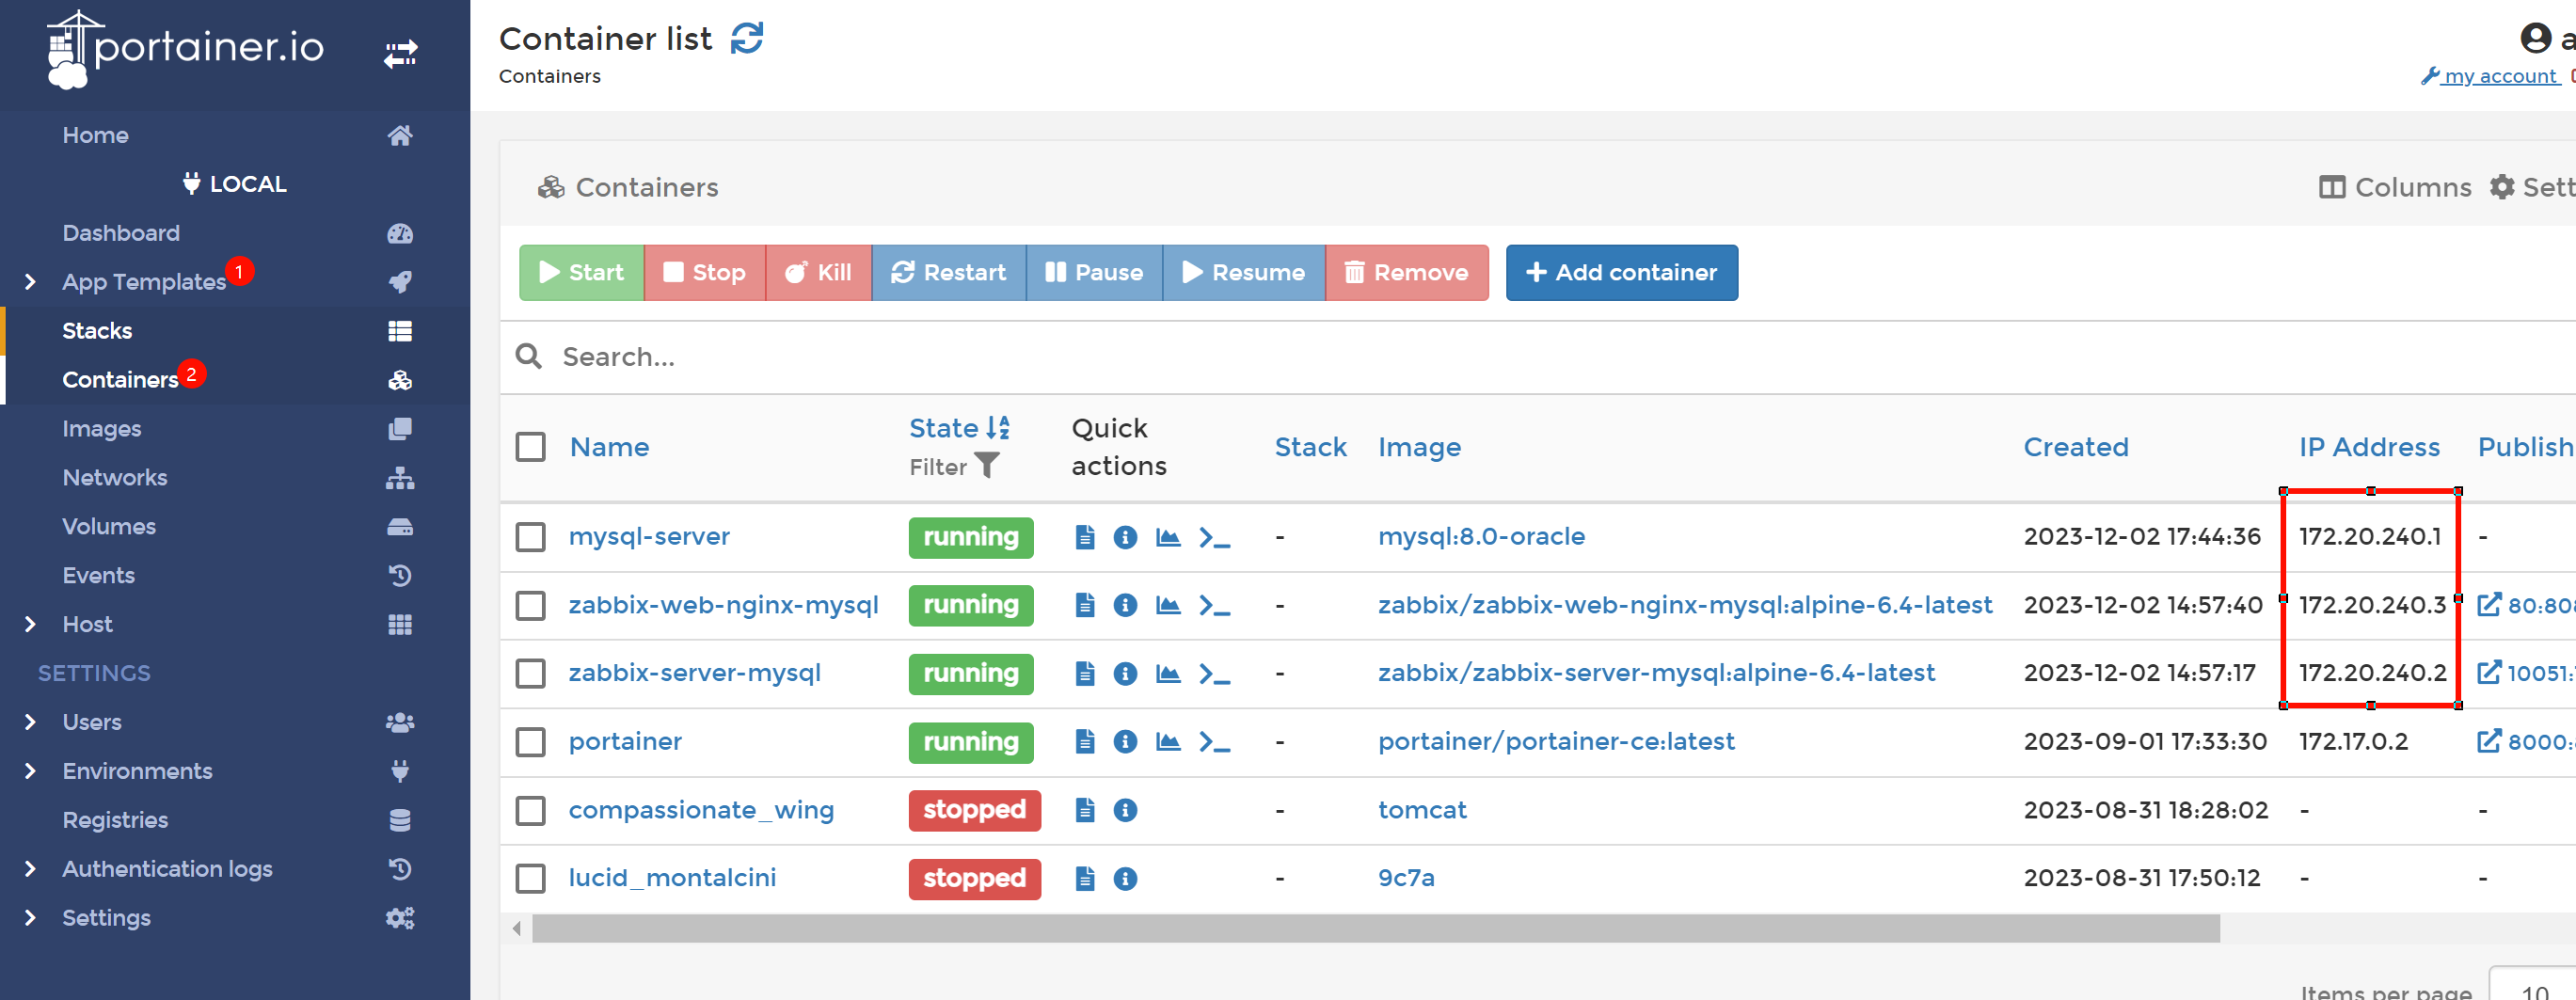 portainer.io
Home
LOCAL
Dashboard
App Templates 1
Stacks
Containers 2
Images
Networks
Volumes
Events
Host
SETTINGS
Users
Environments
Registries
Authentication logs
Settings
Container list
Containers
a
my account
Containers
Columns Sett
Start Stop Kill Restart Pause Resume Remove Add container
Search...
Name State Filter Quick actions Stack Image Created IP Address Publish
mysql-server running - mysql:8.0-oracle 2023-12-02 17:44:36 172.20.240.1 -
zabbix-web-nginx-mysql running - zabbix/zabbix-web-nginx-mysql:alpine-6.4-latest 2023-12-02 14:57:40 172.20.240.3 80:808
zabbix-server-mysql running - zabbix/zabbix-server-mysql:alpine-6.4-latest 2023-12-02 14:57:17 172.20.240.2 10051:
portainer running - portainer/portainer-ce:latest 2023-09-01 17:33:30 172.17.0.2 8000:
compassionate_wing stopped - tomcat 2023-08-31 18:28:02 - -
lucid_montalcini stopped - 9c7a 2023-08-31 17:50:12 - -
Items per page 10